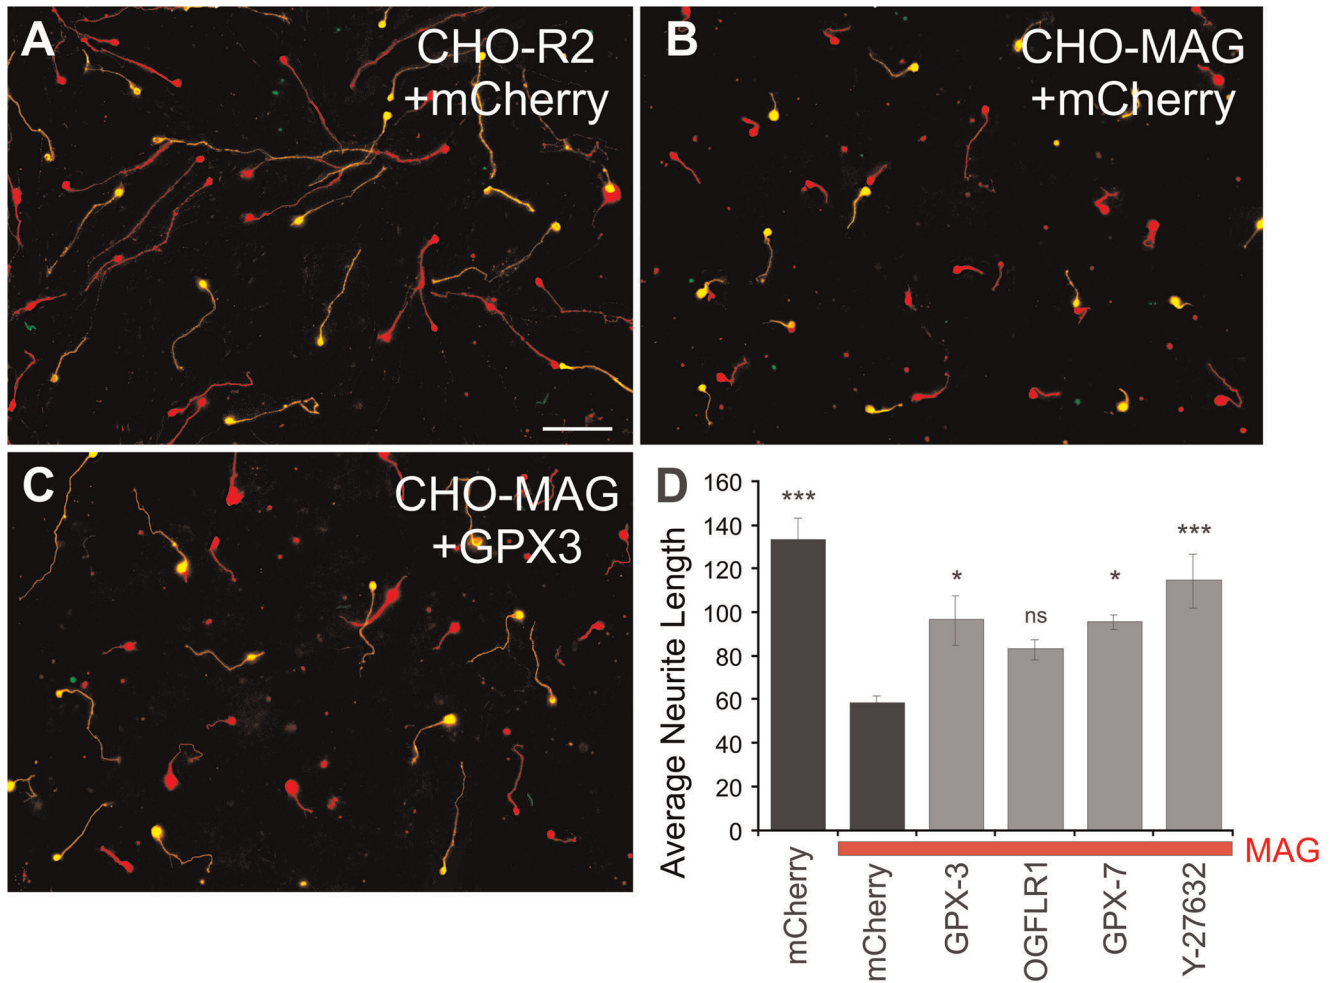 A
CHO-R2
+mCherry
B
CHO-MAG
+mCherry
C
CHO-MAG
+GPX3
D
Average Neurite Length
160
140
120
100
80
60
40
20
0
***
*
ns
*
***
MAG
mCherry
mCherry
GPX-3
OGFLR1
GPX-7
Y-27632